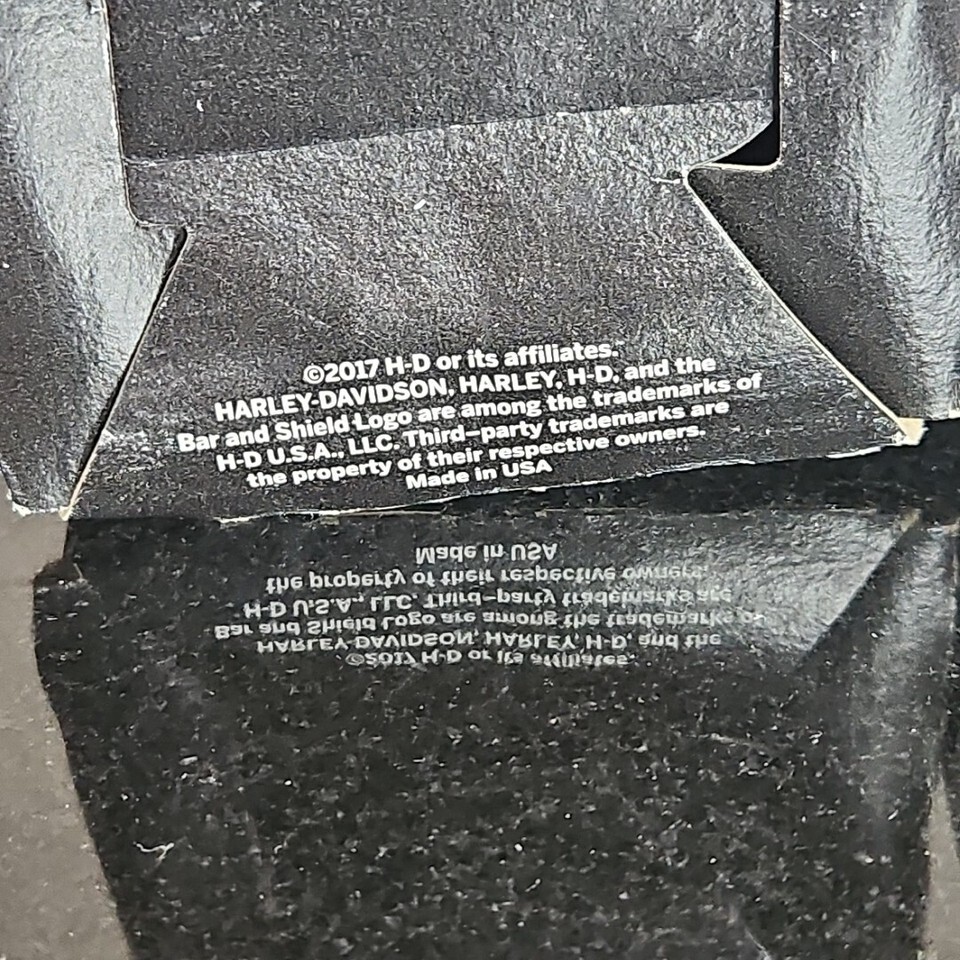 ©2017 H-D or its affiliates.
HARLEY-DAVIDSON, HARLEY, H-D, and the
Bar and Shield Logo are among the trademarks of
H-D U.S.A., LLC. Third-party trademarks are
the property of their respective owners.
Made in USA